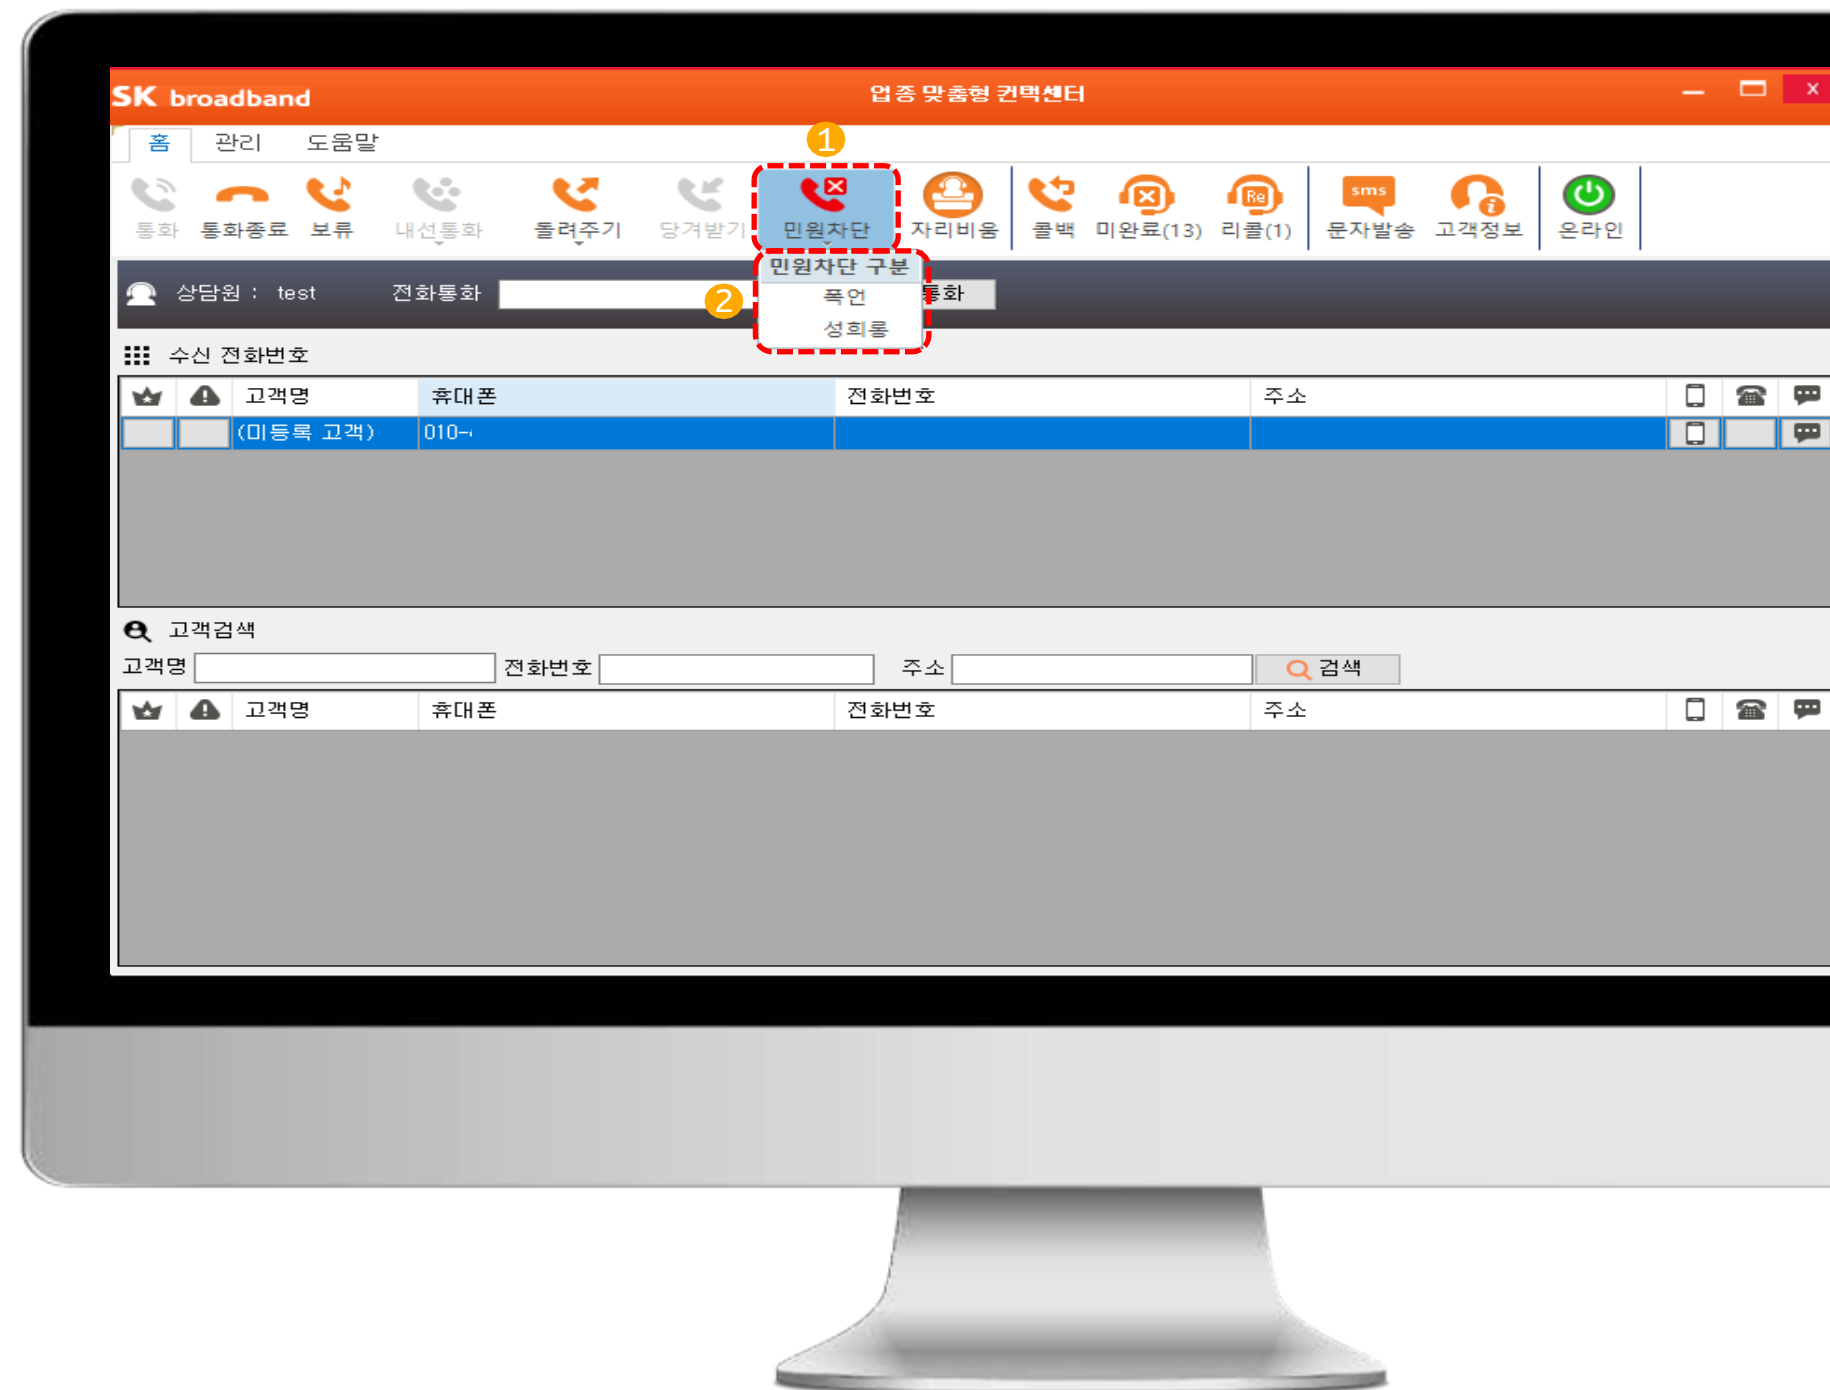 SK broadband
업종 맞춤형 컨택센터
홈 관리 도움말
1
통화 통화종료 보류 내선통화 돌려주기 당겨받기 민원차단 자리비움 콜백 미완료(13) Re 리콜(1) sms 문자발송 고객정보 온라인
민원차단 구분
상담원 : test 전화통화 2 폭언 통화
성희롱
수신 전화번호
고객명 휴대폰 전화번호 주소
(미등록 고객) 010-
고객검색
고객명 전화번호 주소 검색
고객명 휴대폰 전화번호 주소